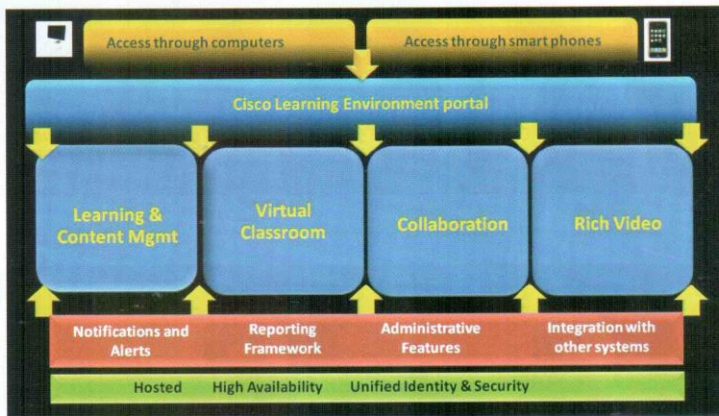 Access through computers
Access through smart phones
Cisco Learning Environment portal
Learning &
Content Mgmt
Virtual
Classroom
Collaboration
Rich Video
Notifications and
Alerts
Reporting
Framework
Administrative
Features
Integration with
other systems
Hosted High Availability Unified Identity & Security